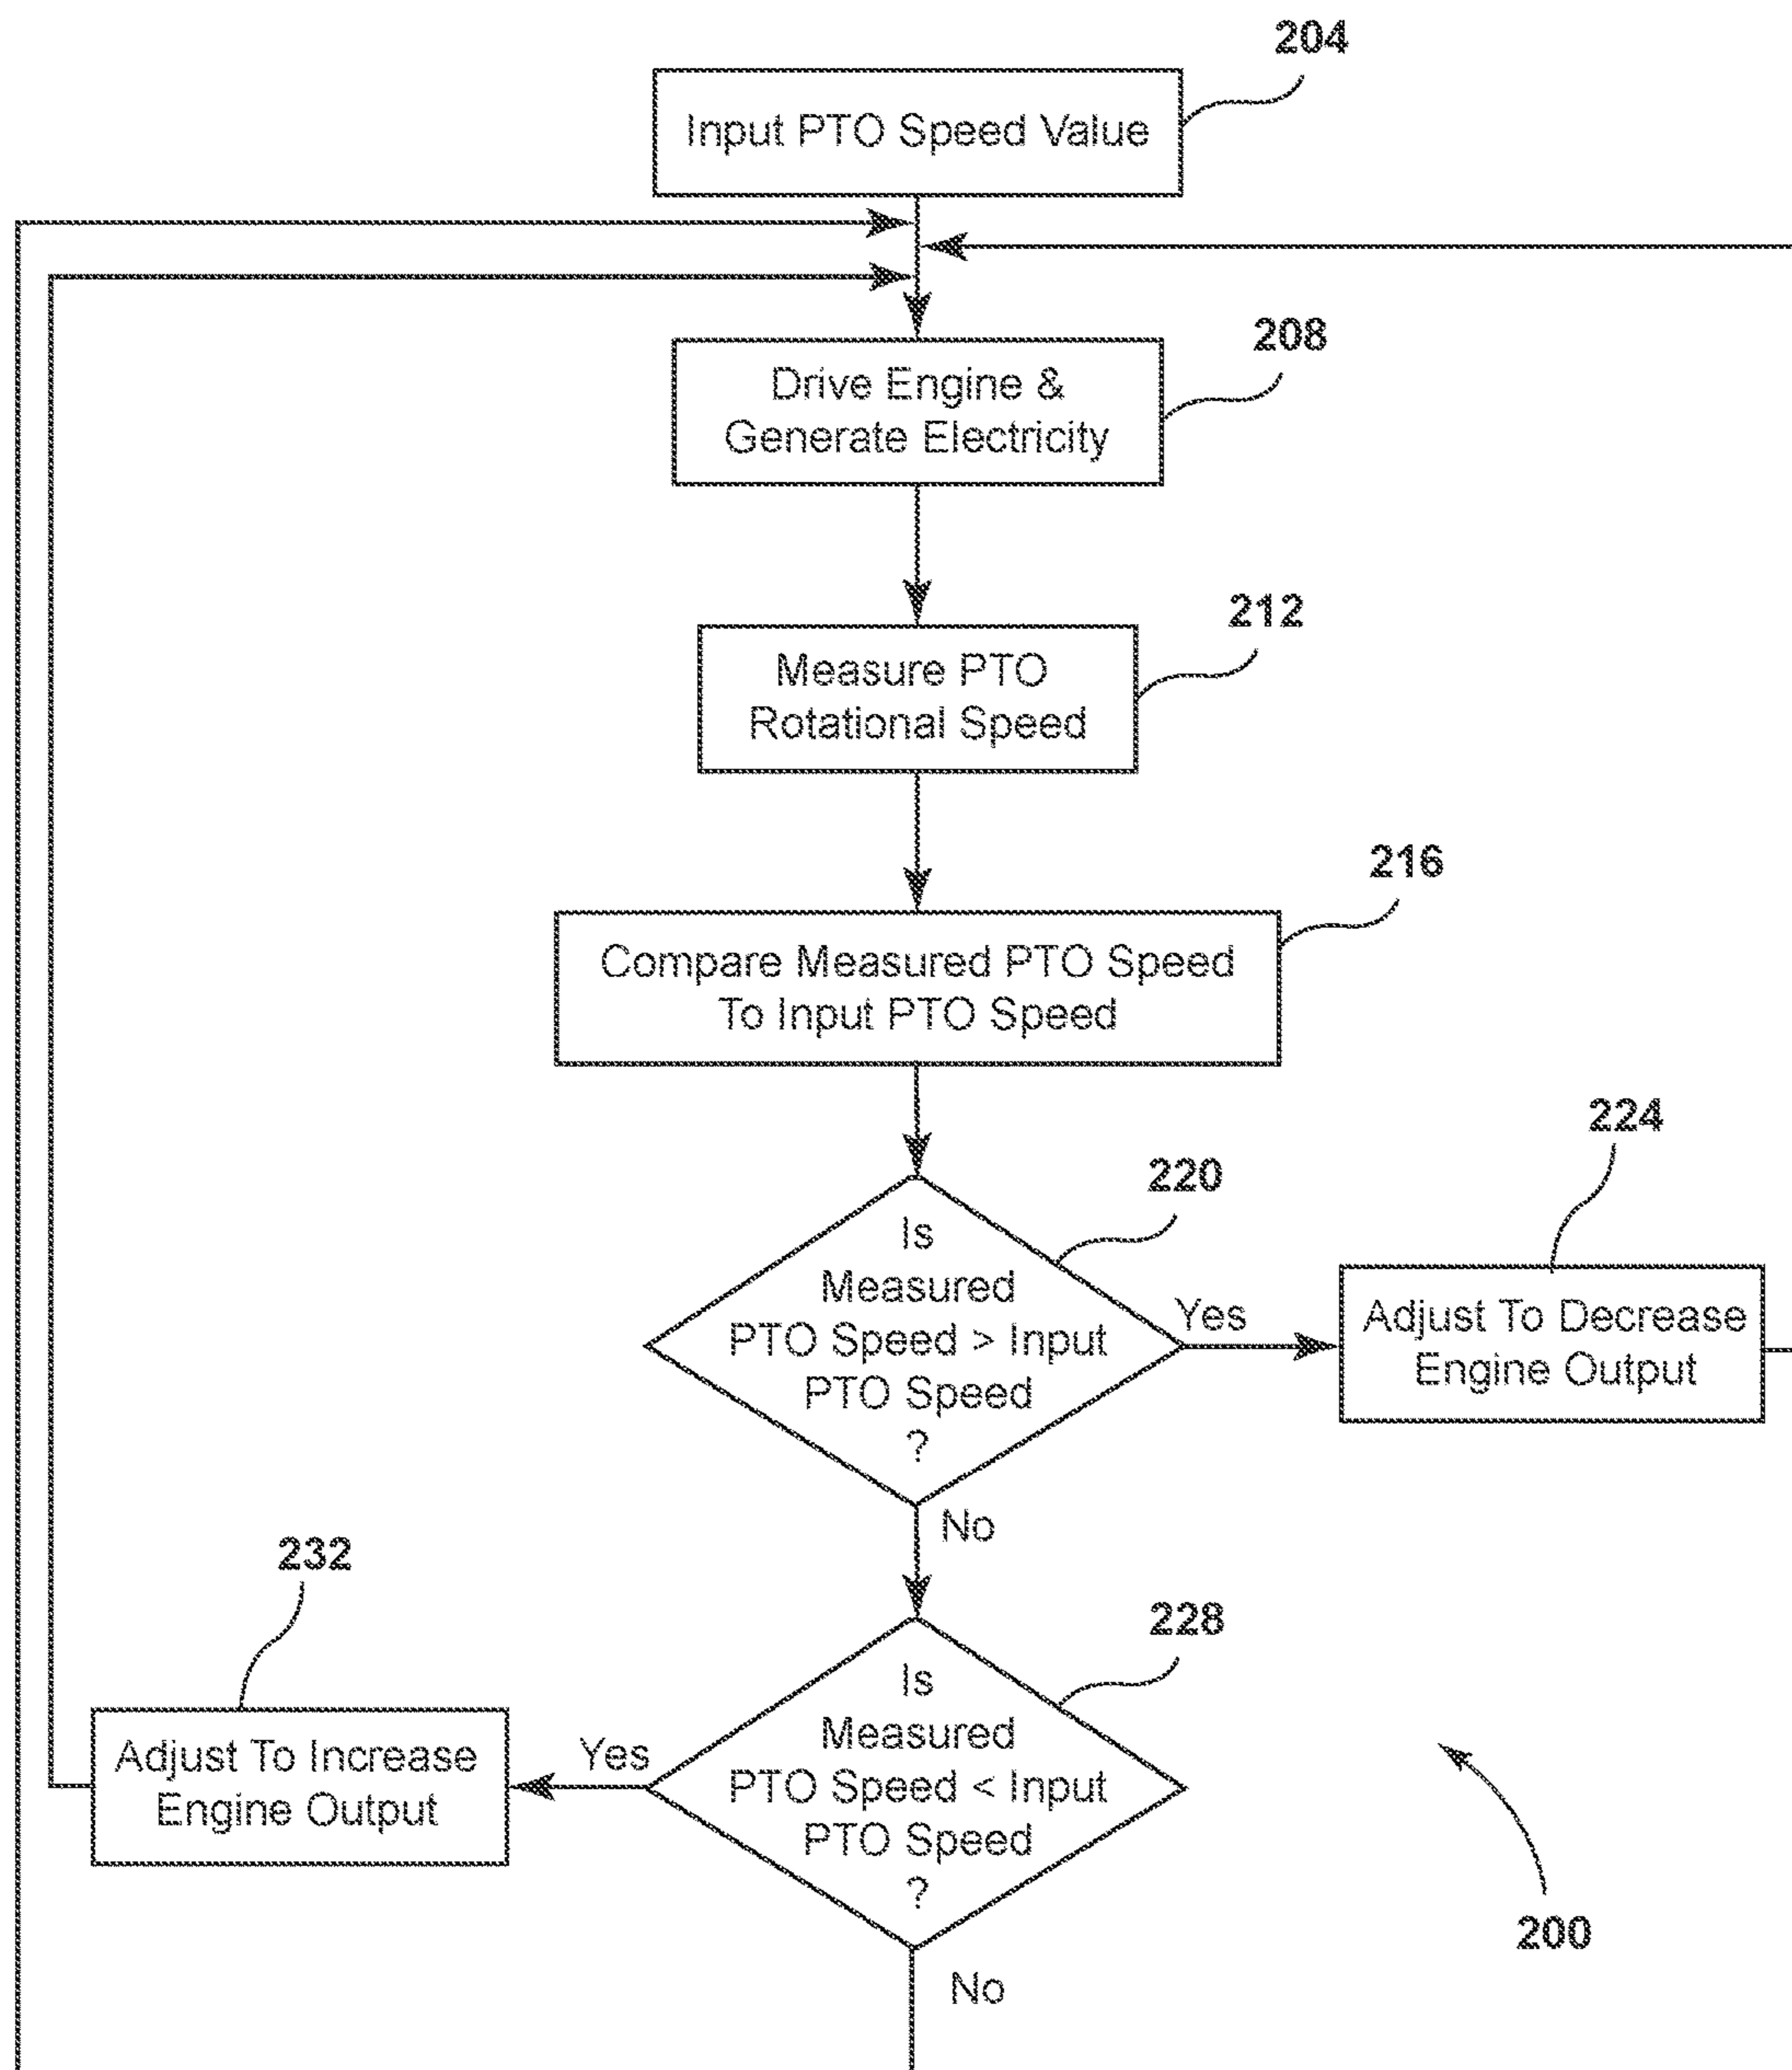 204
Input PTO Speed Value
208
Drive Engine &
Generate Electricity
212
Measure PTO
Rotational Speed
216
Compare Measured PTO Speed
To Input PTO Speed
220
Is
Measured
PTO Speed > Input
PTO Speed
?
Yes
224
Adjust To Decrease
Engine Output
No
228
Is
Measured
PTO Speed < Input
PTO Speed
?
Yes
232
Adjust To Increase
Engine Output
No
200